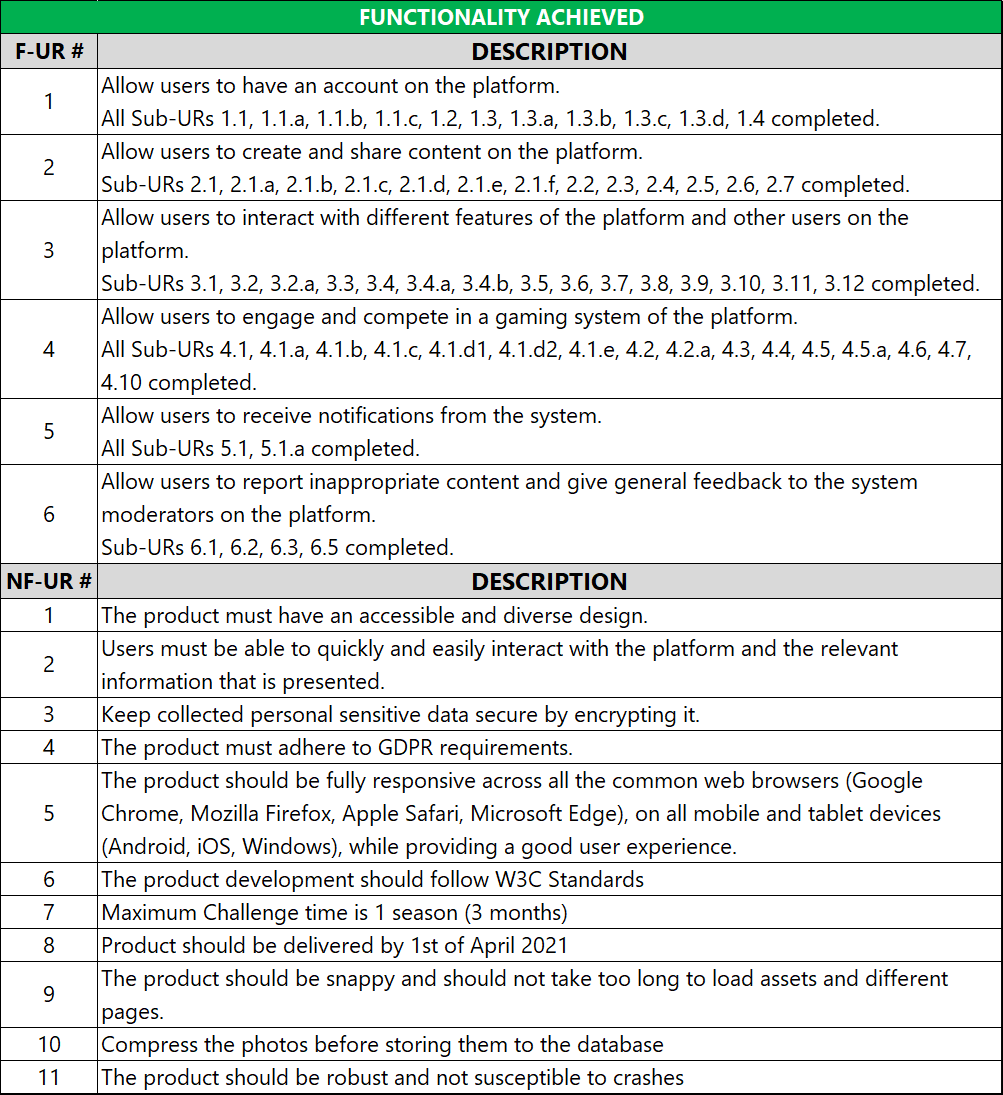 FUNCTIONALITY ACHIEVED
F-UR # DESCRIPTION
1 Allow users to have an account on the platform.
All Sub-URs 1.1, 1.1.a, 1.1.b, 1.1.c, 1.2, 1.3, 1.3.a, 1.3.b, 1.3.c, 1.3.d, 1.4 completed.
2 Allow users to create and share content on the platform.
Sub-URs 2.1, 2.1.a, 2.1.b, 2.1.c, 2.1.d, 2.1.e, 2.1.f, 2.2, 2.3, 2.4, 2.5, 2.6, 2.7 completed.
3 Allow users to interact with different features of the platform and other users on the
platform.
Sub-URs 3.1, 3.2, 3.2.a, 3.3, 3.4, 3.4.a, 3.4.b, 3.5, 3.6, 3.7, 3.8, 3.9, 3.10, 3.11, 3.12 completed.
4 Allow users to engage and compete in a gaming system of the platform.
All Sub-URs 4.1, 4.1.a, 4.1.b, 4.1.c, 4.1.d1, 4.1.d2, 4.1.e, 4.2, 4.2.a, 4.3, 4.4, 4.5, 4.5.a, 4.6, 4.7,
4.10 completed.
5 Allow users to receive notifications from the system.
All Sub-URs 5.1, 5.1.a completed.
6 Allow users to report inappropriate content and give general feedback to the system
moderators on the platform.
Sub-URs 6.1, 6.2, 6.3, 6.5 completed.
NF-UR # DESCRIPTION
1 The product must have an accessible and diverse design.
2 Users must be able to quickly and easily interact with the platform and the relevant
information that is presented.
3 Keep collected personal sensitive data secure by encrypting it.
4 The product must adhere to GDPR requirements.
5 The product should be fully responsive across all the common web browsers (Google
Chrome, Mozilla Firefox, Apple Safari, Microsoft Edge), on all mobile and tablet devices
(Android, iOS, Windows), while providing a good user experience.
6 The product development should follow W3C Standards
7 Maximum Challenge time is 1 season (3 months)
8 Product should be delivered by 1st of April 2021
9 The product should be snappy and should not take too long to load assets and different
pages.
10 Compress the photos before storing them to the database
11 The product should be robust and not susceptible to crashes